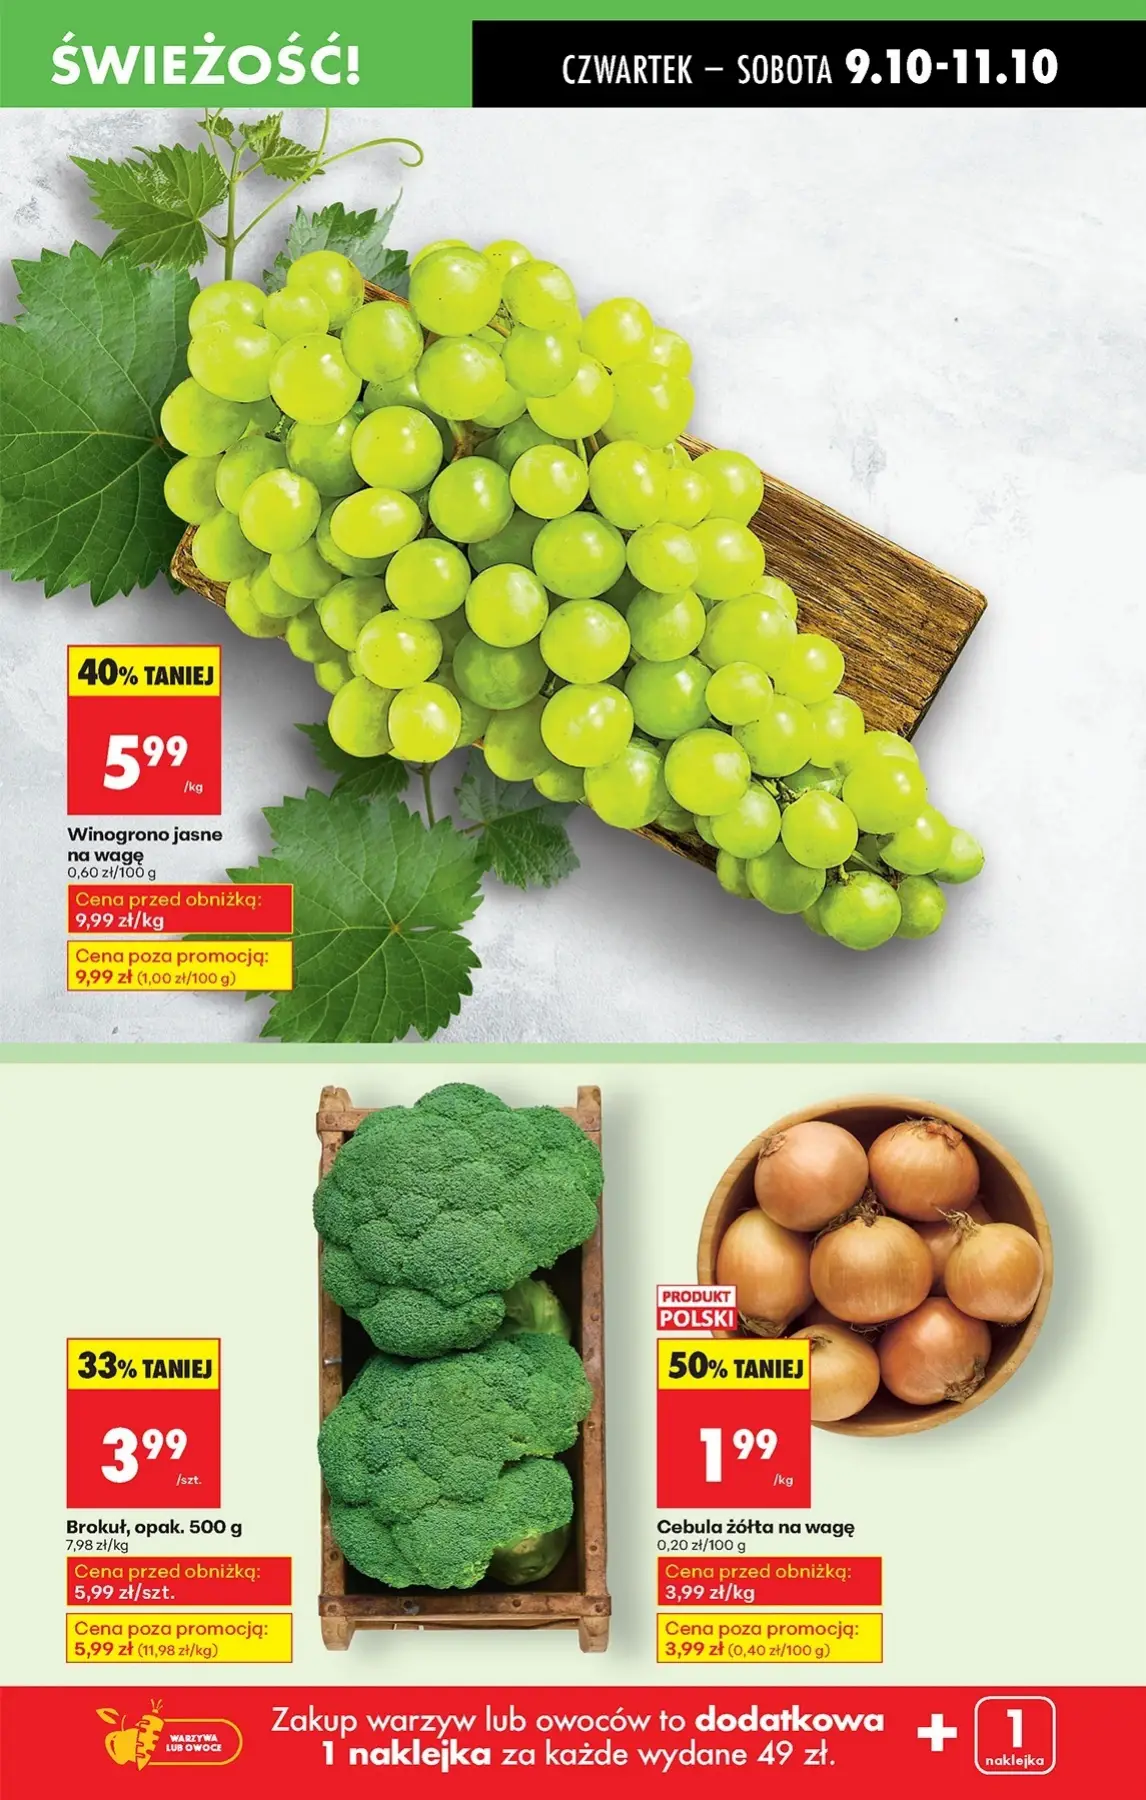 ŚWIEŻOŚĆ!
CZWARTEK – SOBOTA 9.10-11.10
40% TANIEJ
5 99
/kg
Winogrono jasne
na wagę
0,60 zł/100 g
Cena przed obniżką:
9,99 zł/kg
Cena poza promocją:
9,99 zł (1,00 zł/100 g)
33% TANIEJ
3 99
/szt.
Brokuł, opak. 500 g
7,98 zł/kg
Cena przed obniżką:
5,99 zł/szt.
Cena poza promocją:
5,99 zł (11,98 zł/kg)
PRODUKT
POLSKI
50% TANIEJ
1 99
/kg
Cebula żółta na wagę
0,20 zł/100 g
Cena przed obniżką:
3,99 zł/kg
Cena poza promocją:
3,99 zł (0,40 zł/100 g)
WARZYWA
LUB OWOCE
Zakup warzyw lub owoców to dodatkowa
1 naklejka za każde wydane 49 zł.
+ 1
naklejka